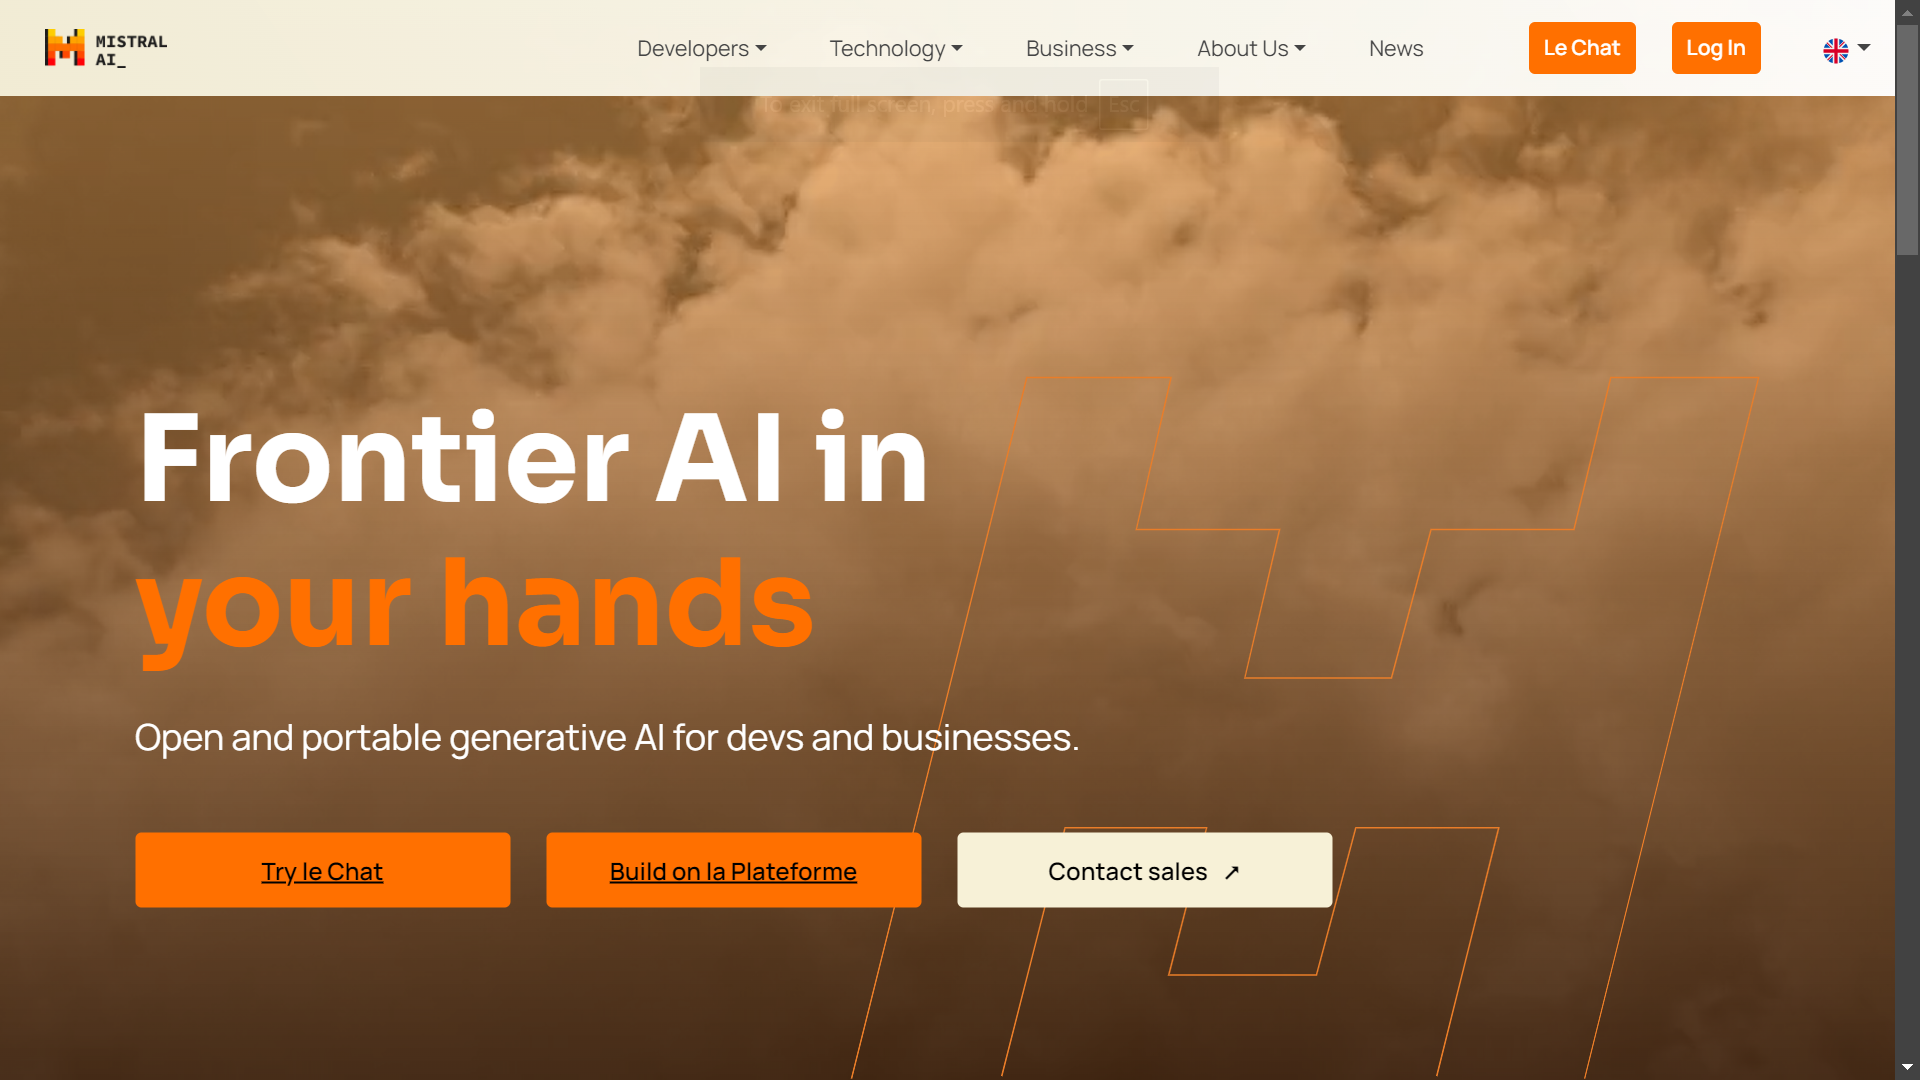 MISTRAL
AI_
Developers
Technology
Business
About Us
News
Le Chat
Log In
To exit full screen, press and hold Esc
Frontier AI in
your hands
Open and portable generative AI for devs and businesses.
Try le Chat
Build on la Plateforme
Contact sales ↗